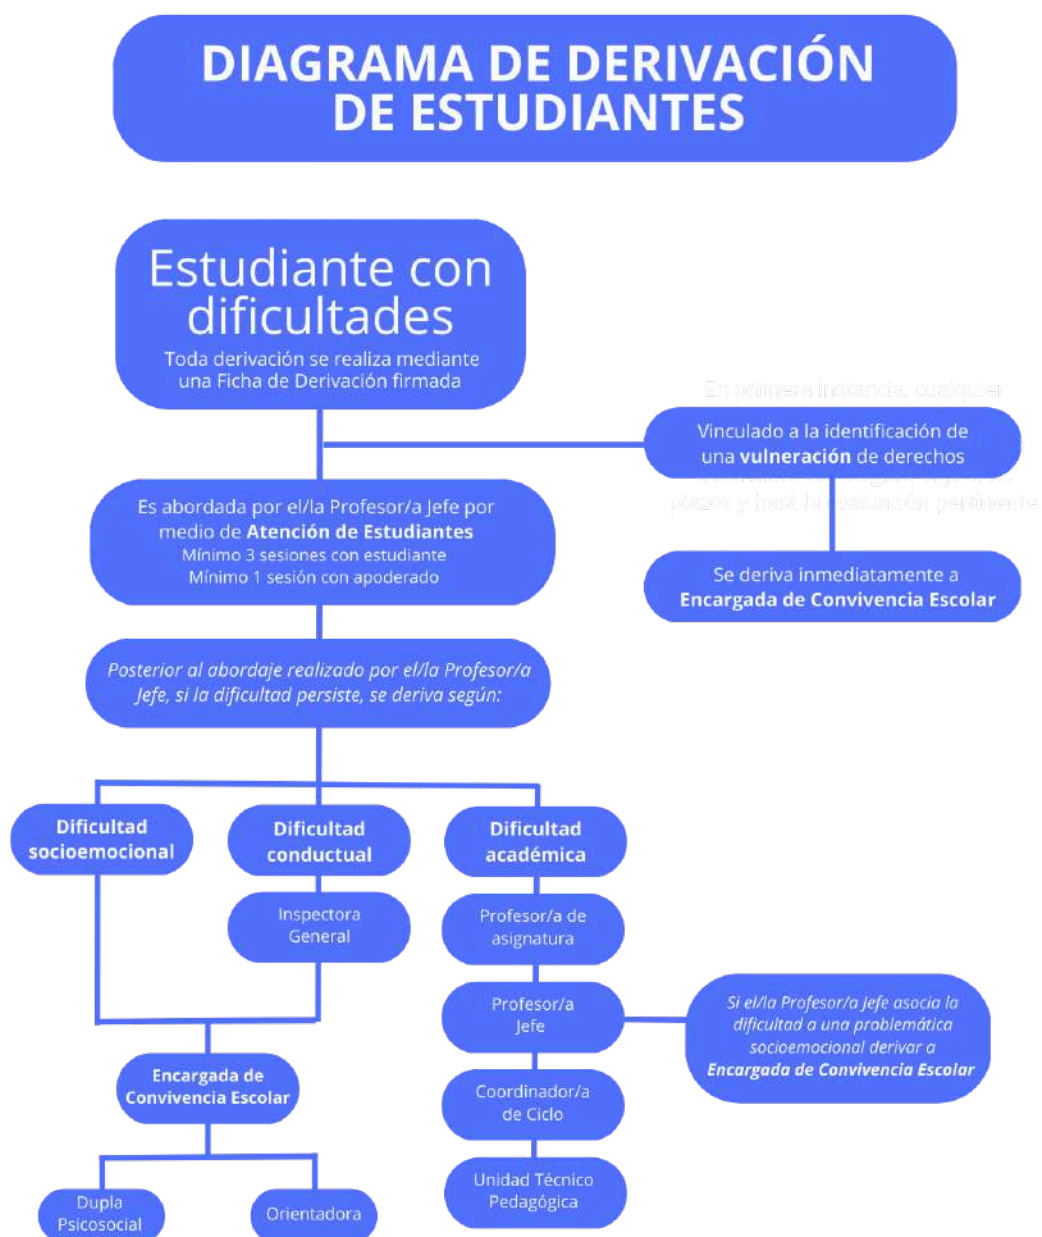 DIAGRAMA DE DERIVACIÓN
DE ESTUDIANTES
Estudiante con
dificultades
Toda derivación se realiza mediante
una Ficha de Derivación firmada
En primera instancia, cualquier
Vinculado a la identificación de
una vulneración de derechos
plazos y hará la evaluación pertinente.
Es abordada por el/la Profesor/a Jefe por
medio de Atención de Estudiantes
Mínimo 3 sesiones con estudiante
Mínimo 1 sesión con apoderado
Se deriva inmediatamente a
Encargada de Convivencia Escolar
Posterior al abordaje realizado por el/la Profesor/a
Jefe, si la dificultad persiste, se deriva según:
Dificultad
socioemocional
Dificultad
conductual
Inspectora
General
Dificultad
académica
Profesor/a de
asignatura
Profesor/a
Jefe
Si el/la Profesor/a Jefe asocia la
dificultad a una problemática
socioemocional derivar a
Encargada de Convivencia Escolar
Coordinador/a
de Ciclo
Unidad Técnico
Pedagógica
Encargada de
Convivencia Escolar
Dupla
Psicosocial
Orientadora